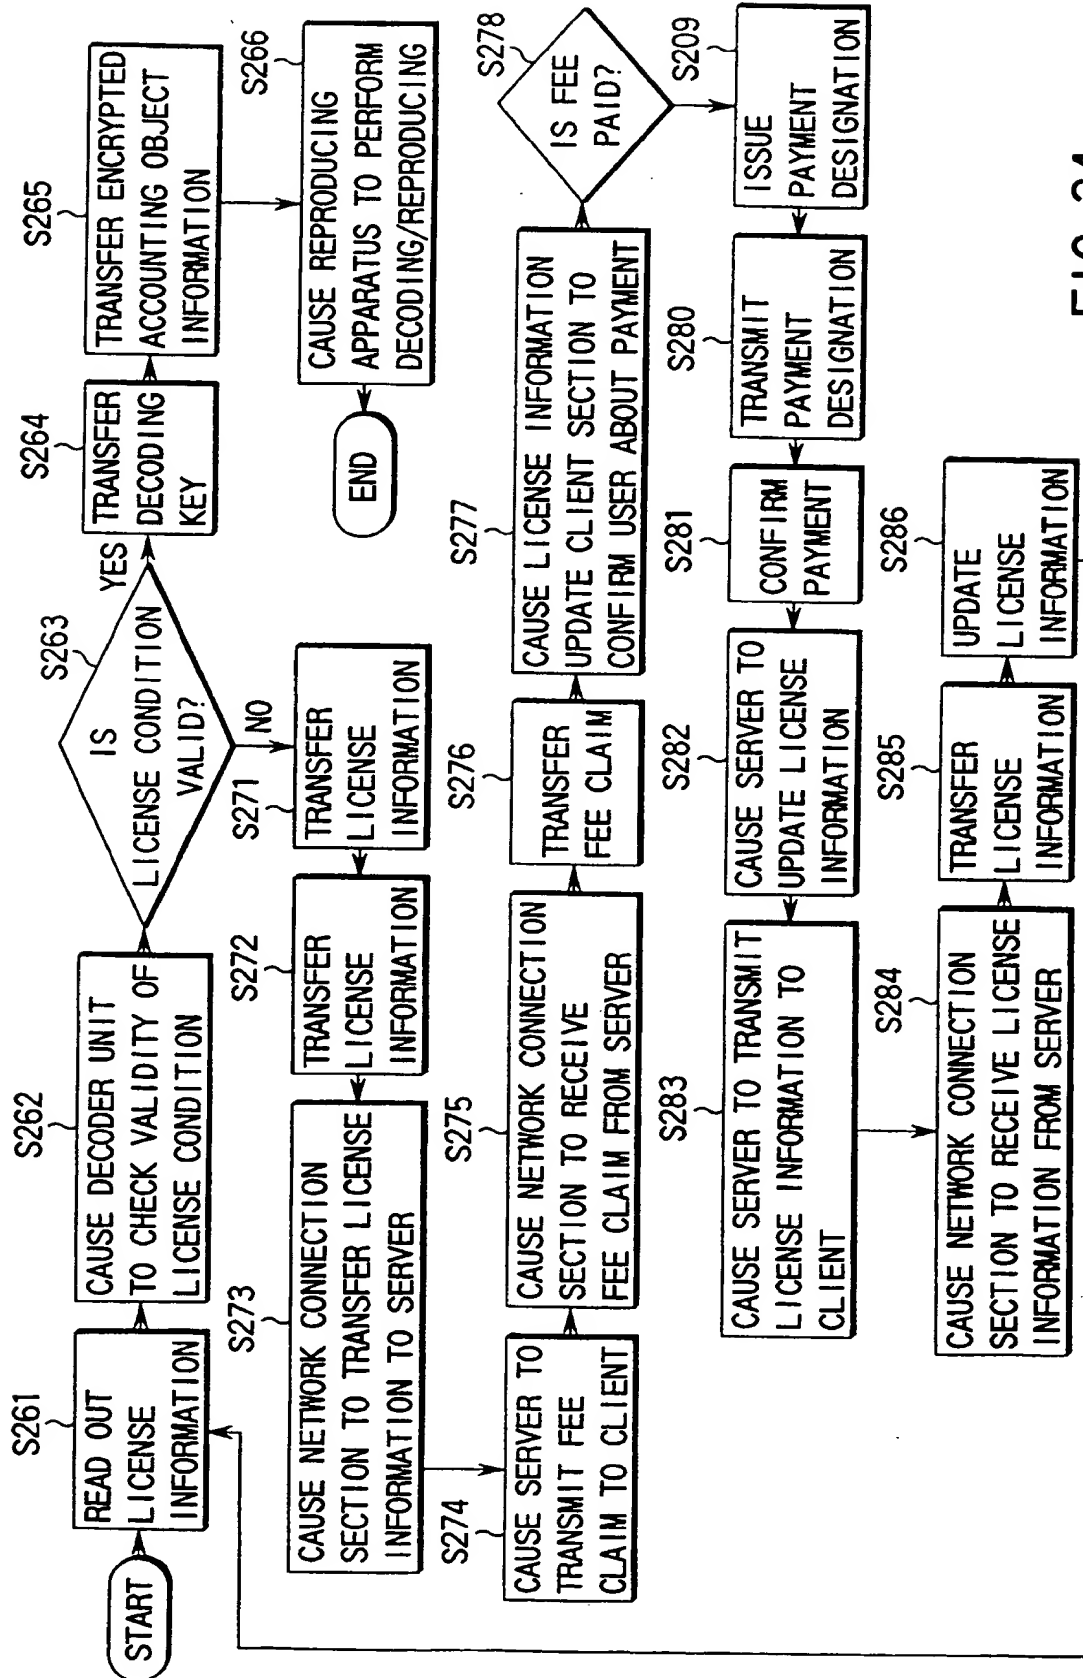 START
S261
READ OUT
LICENSE
INFORMATION
S262
CAUSE DECODER UNIT
TO CHECK VALIDITY OF
LICENSE CONDITION
S263
IS
LICENSE CONDITION
VALID?
YES
NO
S264
TRANSFER
DECODING
KEY
S265
TRANSFER ENCRYPTED
ACCOUNTING OBJECT
INFORMATION
S266
CAUSE REPRODUCING
APPARATUS TO PERFORM
DECODING/REPRODUCING
END
S271
TRANSFER
LICENSE
INFORMATION
S272
TRANSFER
LICENSE
INFORMATION
S273
CAUSE NETWORK CONNECTION
SECTION TO TRANSFER LICENSE
INFORMATION TO SERVER
S274
CAUSE SERVER TO
TRANSMIT FEE
CLAIM TO CLIENT
S275
CAUSE NETWORK CONNECTION
SECTION TO RECEIVE
FEE CLAIM FROM SERVER
S276
TRANSFER
FEE CLAIM
S277
CAUSE LICENSE INFORMATION
UPDATE CLIENT SECTION TO
CONFIRM USER ABOUT PAYMENT
S278
IS FEE
PAID?
S209
ISSUE
PAYMENT
DESIGNATION
S280
TRANSMIT
PAYMENT
DESIGNATION
S281
CONFIRM
PAYMENT
S282
CAUSE SERVER TO
UPDATE LICENSE
INFORMATION
S283
CAUSE SERVER TO TRANSMIT
LICENSE INFORMATION TO
CLIENT
S284
CAUSE NETWORK CONNECTION
SECTION TO RECEIVE LICENSE
INFORMATION FROM SERVER
S285
TRANSFER
LICENSE
INFORMATION
S286
UPDATE
LICENSE
INFORMATION